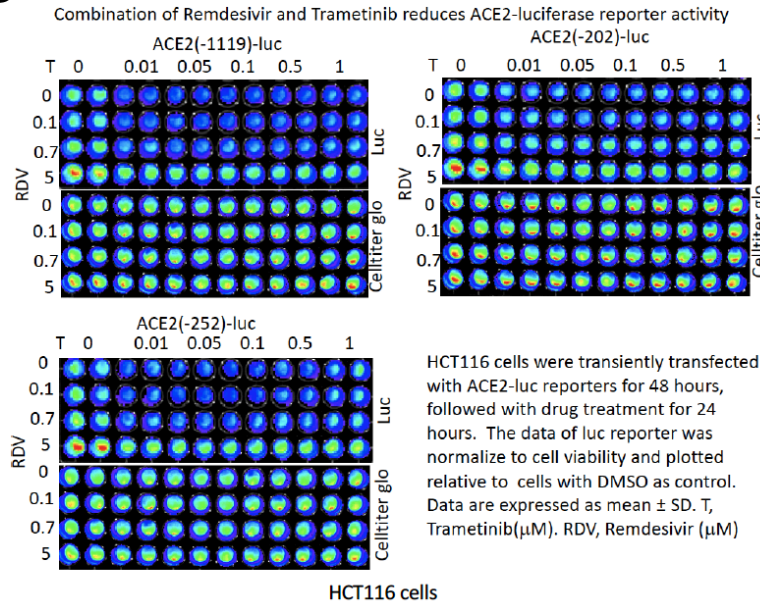 Combination of Remdesivir and Trametinib reduces ACE2-luciferase reporter activity
ACE2(-1119)-luc
T 0 0.01 0.05 0.1 0.5 1
0
0.1
0.7
5
RDV
Luc
0
0.1
0.7
5
Celltiter glo
ACE2(-202)-luc
T 0 0.01 0.05 0.1 0.5 1
0
0.1
0.7
5
RDV
Luc
0
0.1
0.7
5
Celltiter glo
ACE2(-252)-luc
T 0 0.01 0.05 0.1 0.5 1
0
0.1
0.7
5
RDV
Luc
0
0.1
0.7
5
Celltiter glo
HCT116 cells were transiently transfected
with ACE2-luc reporters for 48 hours,
followed with drug treatment for 24
hours. The data of luc reporter was
normalize to cell viability and plotted
relative to cells with DMSO as control.
Data are expressed as mean ± SD. T,
Trametinib(μM). RDV, Remdesivir (μM)
HCT116 cells